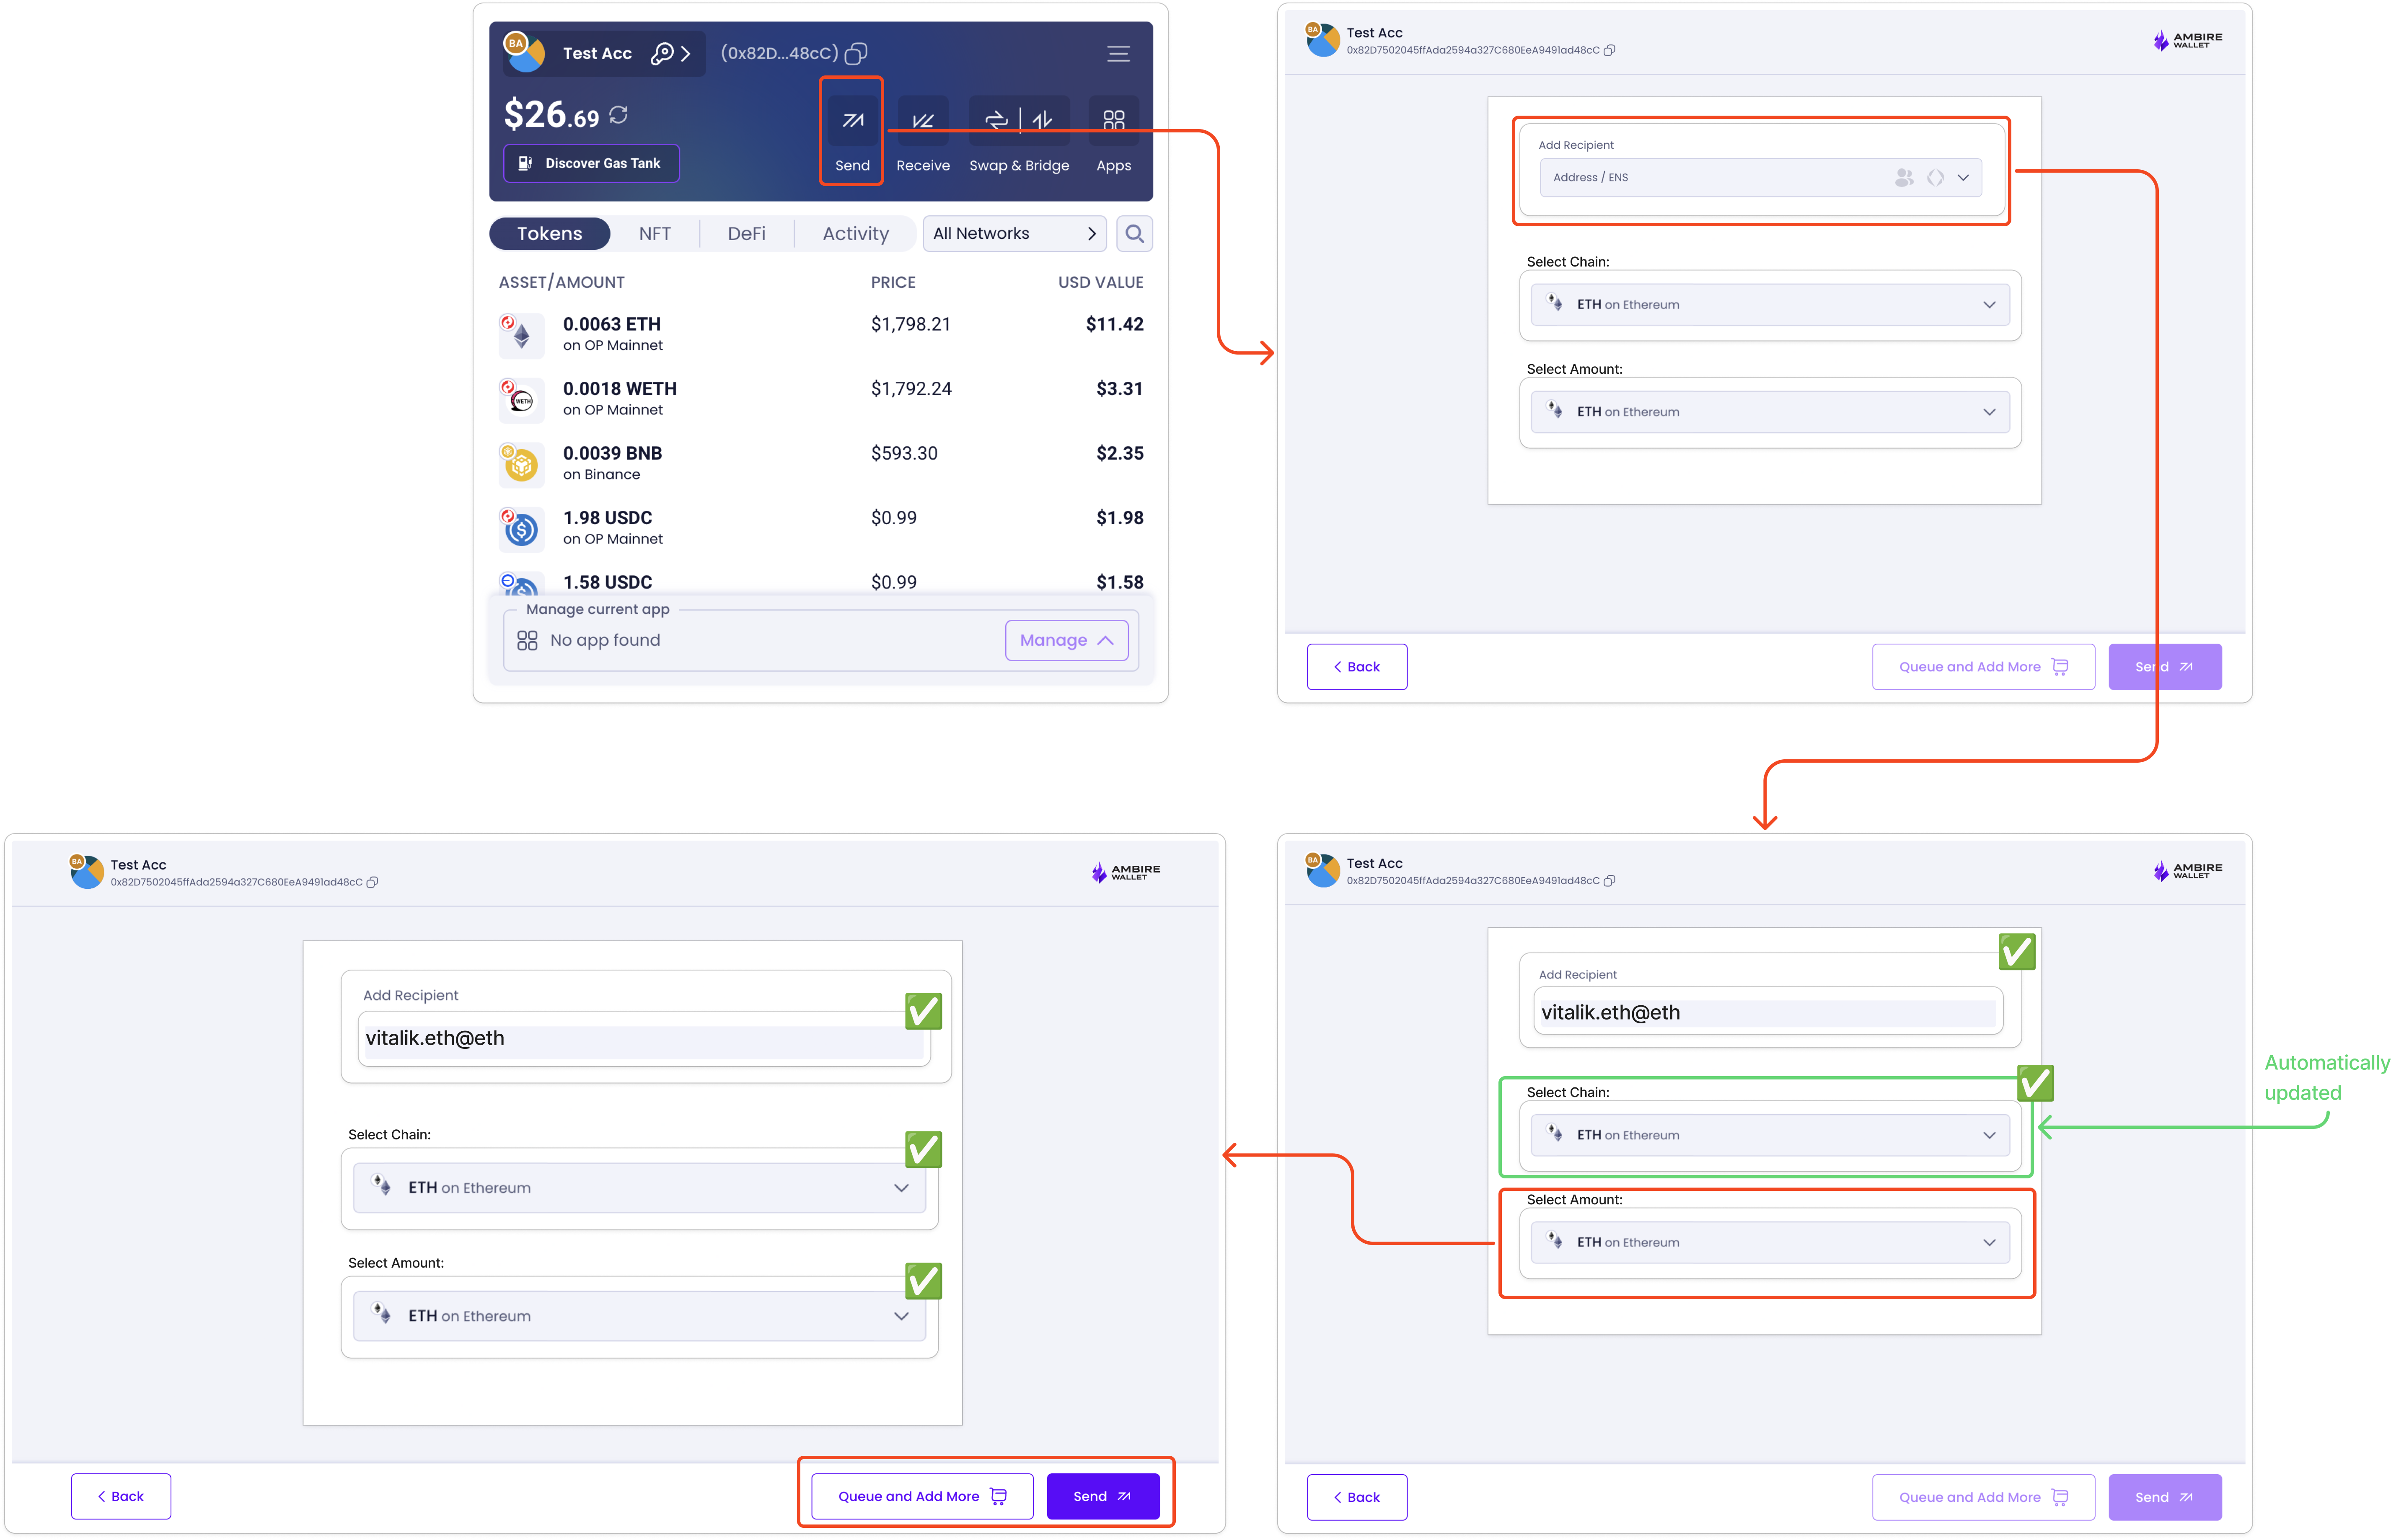 BA
Test Acc
(0x82D...48cC)
$26.69
Discover Gas Tank
Send
Receive
Swap & Bridge
Apps
Tokens
NFT
DeFi
Activity
All Networks
ASSET/AMOUNT
PRICE
USD VALUE
0.0063 ETH
$1,798.21
$11.42
on OP Mainnet
WETH
0.0018 WETH
$1,792.24
$3.31
on OP Mainnet
0.0039 BNB
$593.30
$2.35
on Binance
1.98 USDC
$0.99
$1.98
on OP Mainnet
1.58 USDC
$0.99
$1.58
Manage current app
No app found
Manage
BA
Test Acc
0x82D7502045ffAda2594a327C680EeA9491ad48cC
AMBIRE
WALLET
Add Recipient
Address / ENS
Select Chain:
ETH on Ethereum
Select Amount:
ETH on Ethereum
Back
Queue and Add More
Send
BA
Test Acc
0x82D7502045ffAda2594a327C680EeA9491ad48cC
AMBIRE
WALLET
Add Recipient
vitalik.eth@eth
Select Chain:
ETH on Ethereum
Select Amount:
ETH on Ethereum
Back
Queue and Add More
Send
Automatically
updated
BA
Test Acc
0x82D7502045ffAda2594a327C680EeA9491ad48cC
AMBIRE
WALLET
Add Recipient
vitalik.eth@eth
Select Chain:
ETH on Ethereum
Select Amount:
ETH on Ethereum
Back
Queue and Add More
Send